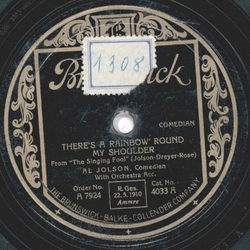 B
1308
Brunswick
COMEDIAN
THERE'S A RAINBOW' ROUND
MY SHOULDER
From "The Singing Fool" (Jolson-Dreyer-Rose)
AL JOLSON, Comedian
With Orchestra Acc.
Order No.
A 7924
R. Ges.
22. 5. 1910
Ammre
Cat. No.
4033 A
THE BRUNSWICK-BALKE-COLLENDER COMPANY